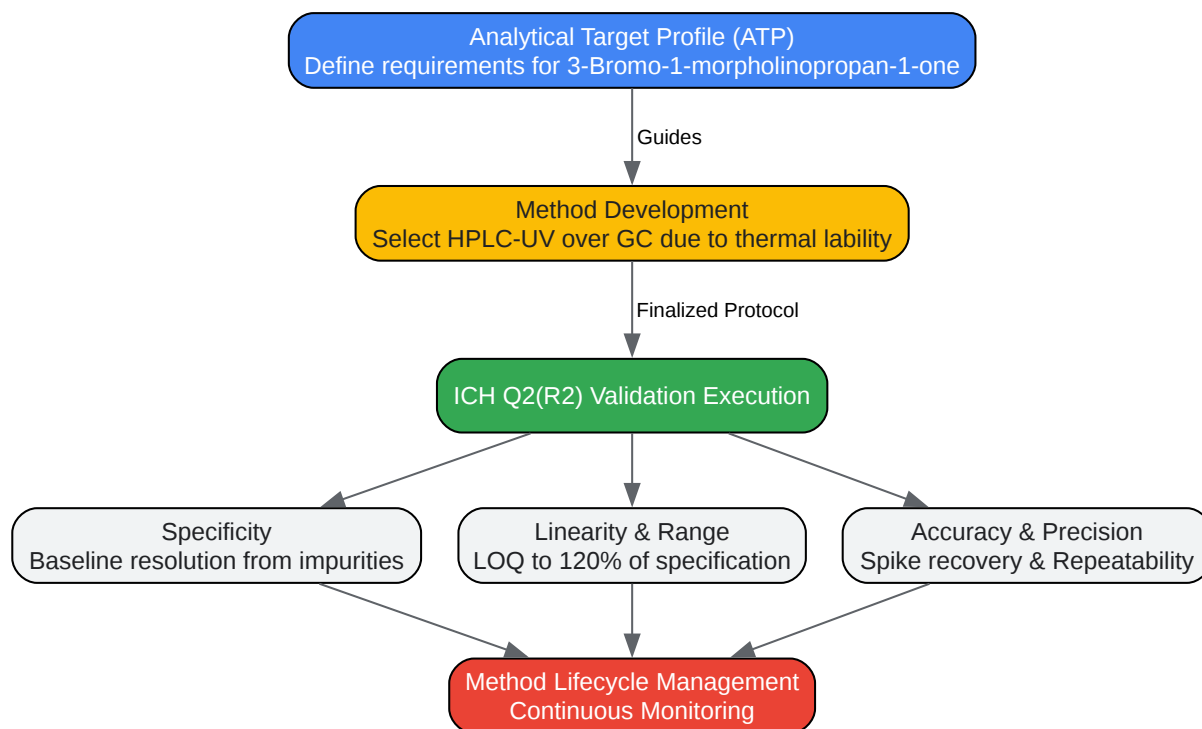 Analytical Target Profile (ATP)
Define requirements for 3-Bromo-1-morpholinopropan-1-one
Guides
Method Development
Select HPLC-UV over GC due to thermal lability
Finalized Protocol
ICH Q2(R2) Validation Execution
Specificity
Baseline resolution from impurities
Linearity & Range
LOQ to 120% of specification
Accuracy & Precision
Spike recovery & Repeatability
Method Lifecycle Management
Continuous Monitoring